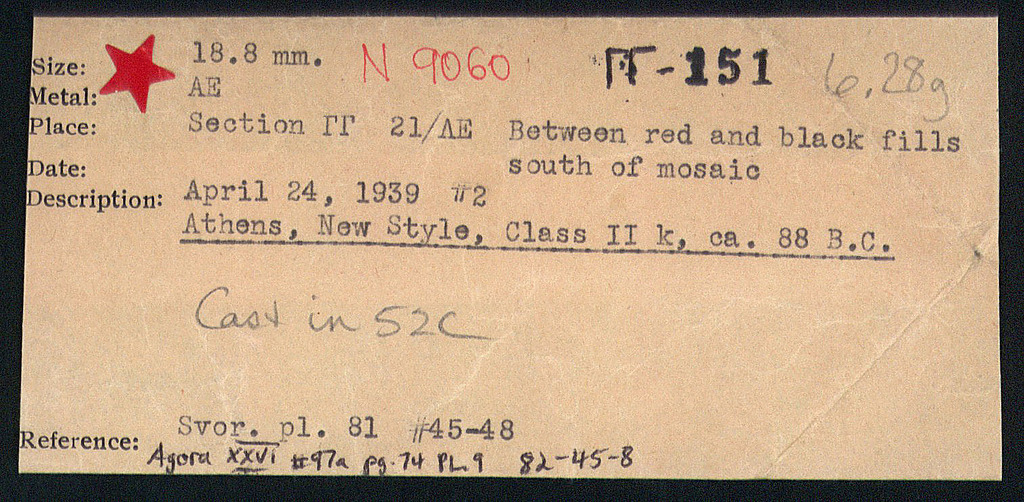 Size: 18.8 mm. N 9060 ΓΓ-151 6.28g
Metal: AE
Place: Section ΓΓ 21/ΛΕ Between red and black fills
south of mosaic
Date: April 24, 1939 #2
Description: Athens, New Style, Class II k, ca. 88 B.C.
Cast in 52C
Reference: Svor. pl. 81 #45-48
Agora XXVI #97a pg. 74 PL 9 82-45-8